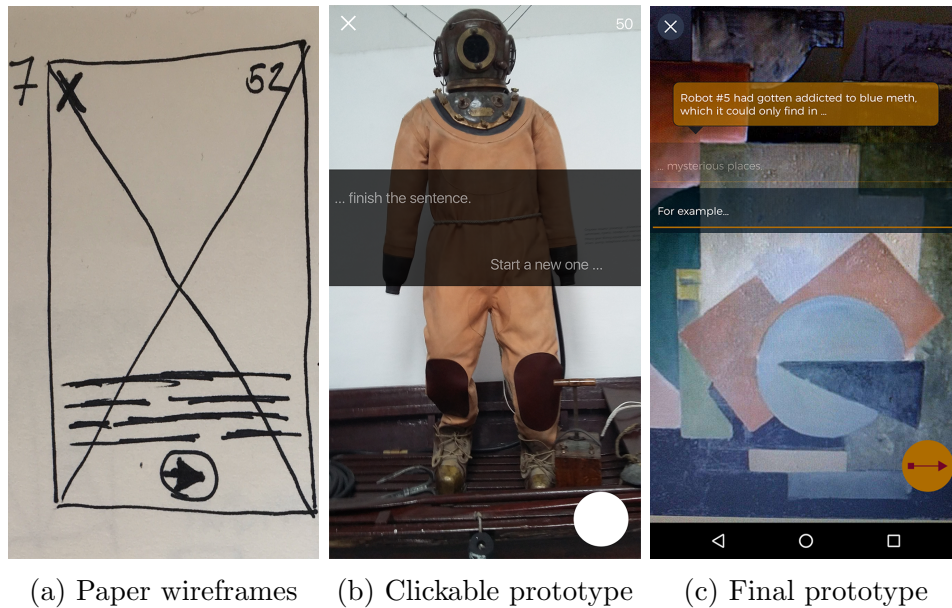 7
X
52
50
... finish the sentence.
Start a new one ...
Robot #5 had gotten addicted to blue meth,
which it could only find in ...
... mysterious places
For example...
(a) Paper wireframes
(b) Clickable prototype
(c) Final prototype